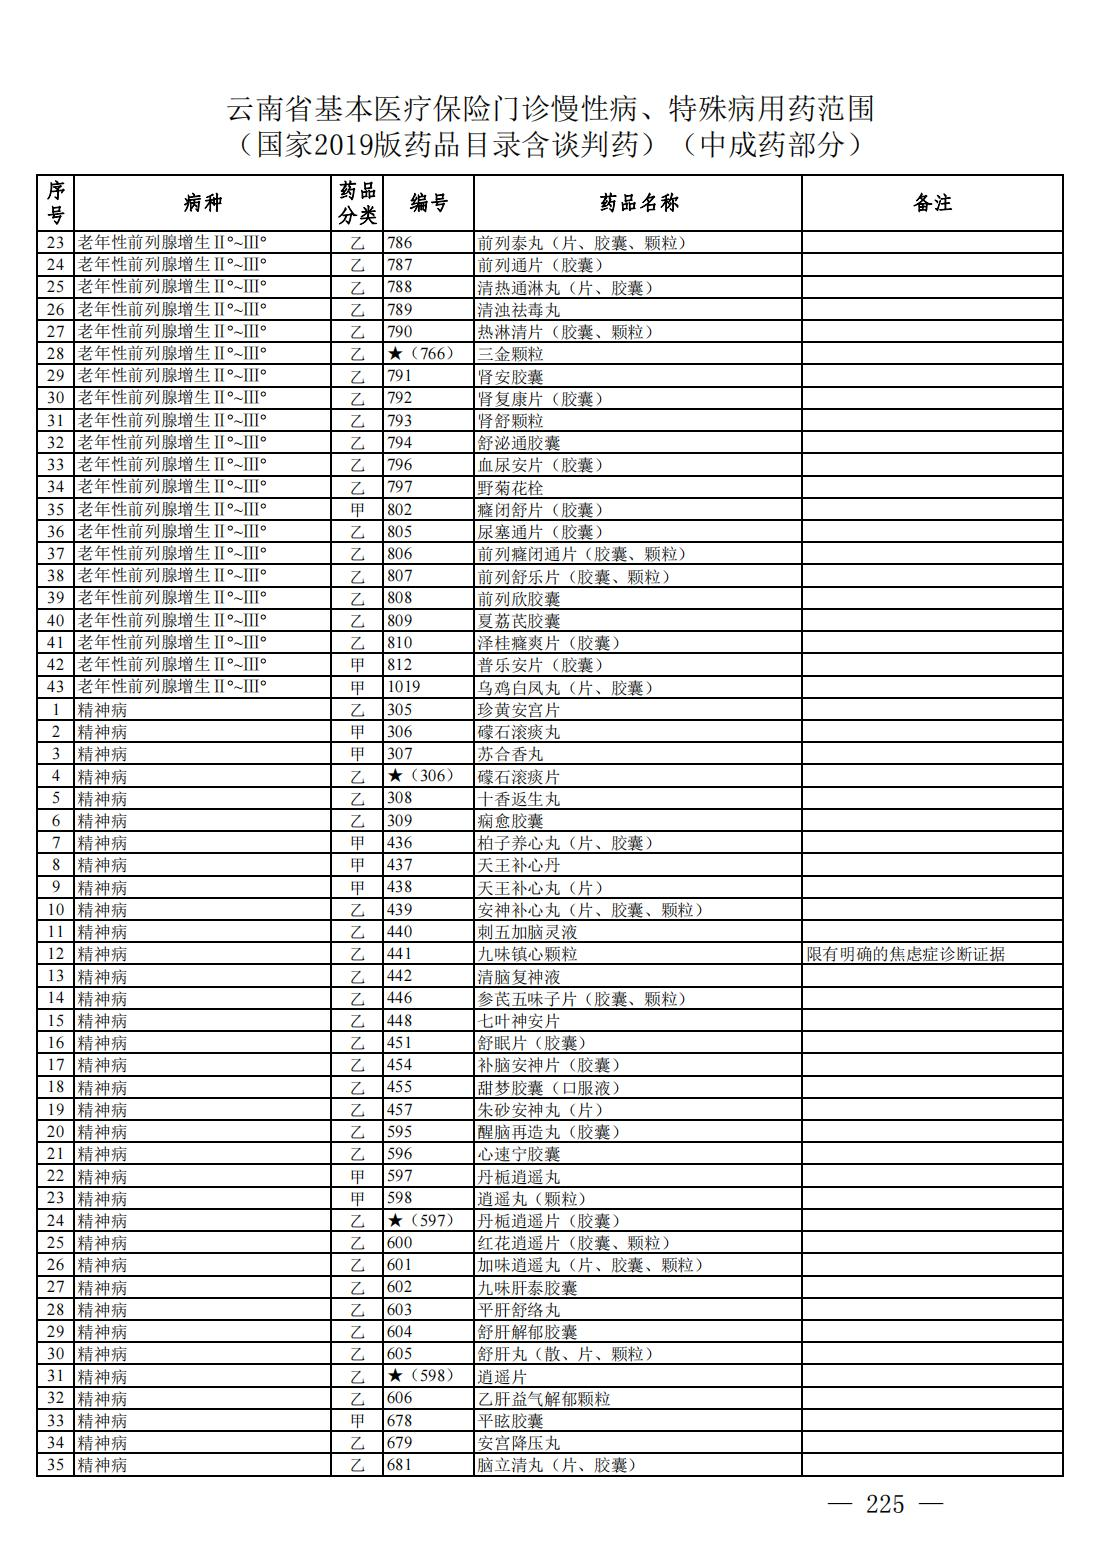 云南省基本医疗保险门诊慢性病、特殊病用药范围
（国家2019版药品目录含谈判药）（中成药部分）
序号 病种 药品分类 编号 药品名称 备注
23 老年性前列腺增生Ⅱ°~Ⅲ° 乙 786 前列泰丸（片、胶囊、颗粒）
24 老年性前列腺增生Ⅱ°~Ⅲ° 乙 787 前列通片（胶囊）
25 老年性前列腺增生Ⅱ°~Ⅲ° 乙 788 清热通淋丸（片、胶囊）
26 老年性前列腺增生Ⅱ°~Ⅲ° 乙 789 清浊祛毒丸
27 老年性前列腺增生Ⅱ°~Ⅲ° 乙 790 热淋清片（胶囊、颗粒）
28 老年性前列腺增生Ⅱ°~Ⅲ° 乙 ★（766） 三金颗粒
29 老年性前列腺增生Ⅱ°~Ⅲ° 乙 791 肾安胶囊
30 老年性前列腺增生Ⅱ°~Ⅲ° 乙 792 肾复康片（胶囊）
31 老年性前列腺增生Ⅱ°~Ⅲ° 乙 793 肾舒颗粒
32 老年性前列腺增生Ⅱ°~Ⅲ° 乙 794 舒泌通胶囊
33 老年性前列腺增生Ⅱ°~Ⅲ° 乙 796 血尿安片（胶囊）
34 老年性前列腺增生Ⅱ°~Ⅲ° 乙 797 野菊花栓
35 老年性前列腺增生Ⅱ°~Ⅲ° 甲 802 癃闭舒片（胶囊）
36 老年性前列腺增生Ⅱ°~Ⅲ° 乙 805 尿塞通片（胶囊）
37 老年性前列腺增生Ⅱ°~Ⅲ° 乙 806 前列癃闭通片（胶囊、颗粒）
38 老年性前列腺增生Ⅱ°~Ⅲ° 乙 807 前列舒乐片（胶囊、颗粒）
39 老年性前列腺增生Ⅱ°~Ⅲ° 乙 808 前列欣胶囊
40 老年性前列腺增生Ⅱ°~Ⅲ° 乙 809 夏荔芪胶囊
41 老年性前列腺增生Ⅱ°~Ⅲ° 乙 810 泽桂癃爽片（胶囊）
42 老年性前列腺增生Ⅱ°~Ⅲ° 甲 812 普乐安片（胶囊）
43 老年性前列腺增生Ⅱ°~Ⅲ° 甲 1019 乌鸡白凤丸（片、胶囊）
1 精神病 乙 305 珍黄安宫片
2 精神病 甲 306 礞石滚痰丸
3 精神病 甲 307 苏合香丸
4 精神病 乙 ★（306） 礞石滚痰片
5 精神病 乙 308 十香返生丸
6 精神病 乙 309 痫愈胶囊
7 精神病 甲 436 柏子养心丸（片、胶囊）
8 精神病 甲 437 天王补心丹
9 精神病 甲 438 天王补心丸（片）
10 精神病 乙 439 安神补心丸（片、胶囊、颗粒）
11 精神病 乙 440 刺五加脑灵液
12 精神病 乙 441 九味镇心颗粒 限有明确的焦虑症诊断证据
13 精神病 乙 442 清脑复神液
14 精神病 乙 446 参芪五味子片（胶囊、颗粒）
15 精神病 乙 448 七叶神安片
16 精神病 乙 451 舒眠片（胶囊）
17 精神病 乙 454 补脑安神片（胶囊）
18 精神病 乙 455 甜梦胶囊（口服液）
19 精神病 乙 457 朱砂安神丸（片）
20 精神病 乙 595 醒脑再造丸（胶囊）
21 精神病 乙 596 心速宁胶囊
22 精神病 甲 597 丹栀逍遥丸
23 精神病 甲 598 逍遥丸（颗粒）
24 精神病 乙 ★（597） 丹栀逍遥片（胶囊）
25 精神病 乙 600 红花逍遥片（胶囊、颗粒）
26 精神病 乙 601 加味逍遥丸（片、胶囊、颗粒）
27 精神病 乙 602 九味肝泰胶囊
28 精神病 乙 603 平肝舒络丸
29 精神病 乙 604 舒肝解郁胶囊
30 精神病 乙 605 舒肝丸（散、片、颗粒）
31 精神病 乙 ★（598） 逍遥片
32 精神病 乙 606 乙肝益气解郁颗粒
33 精神病 甲 678 平眩胶囊
34 精神病 乙 679 安宫降压丸
35 精神病 乙 681 脑立清丸（片、胶囊）
— 225 —